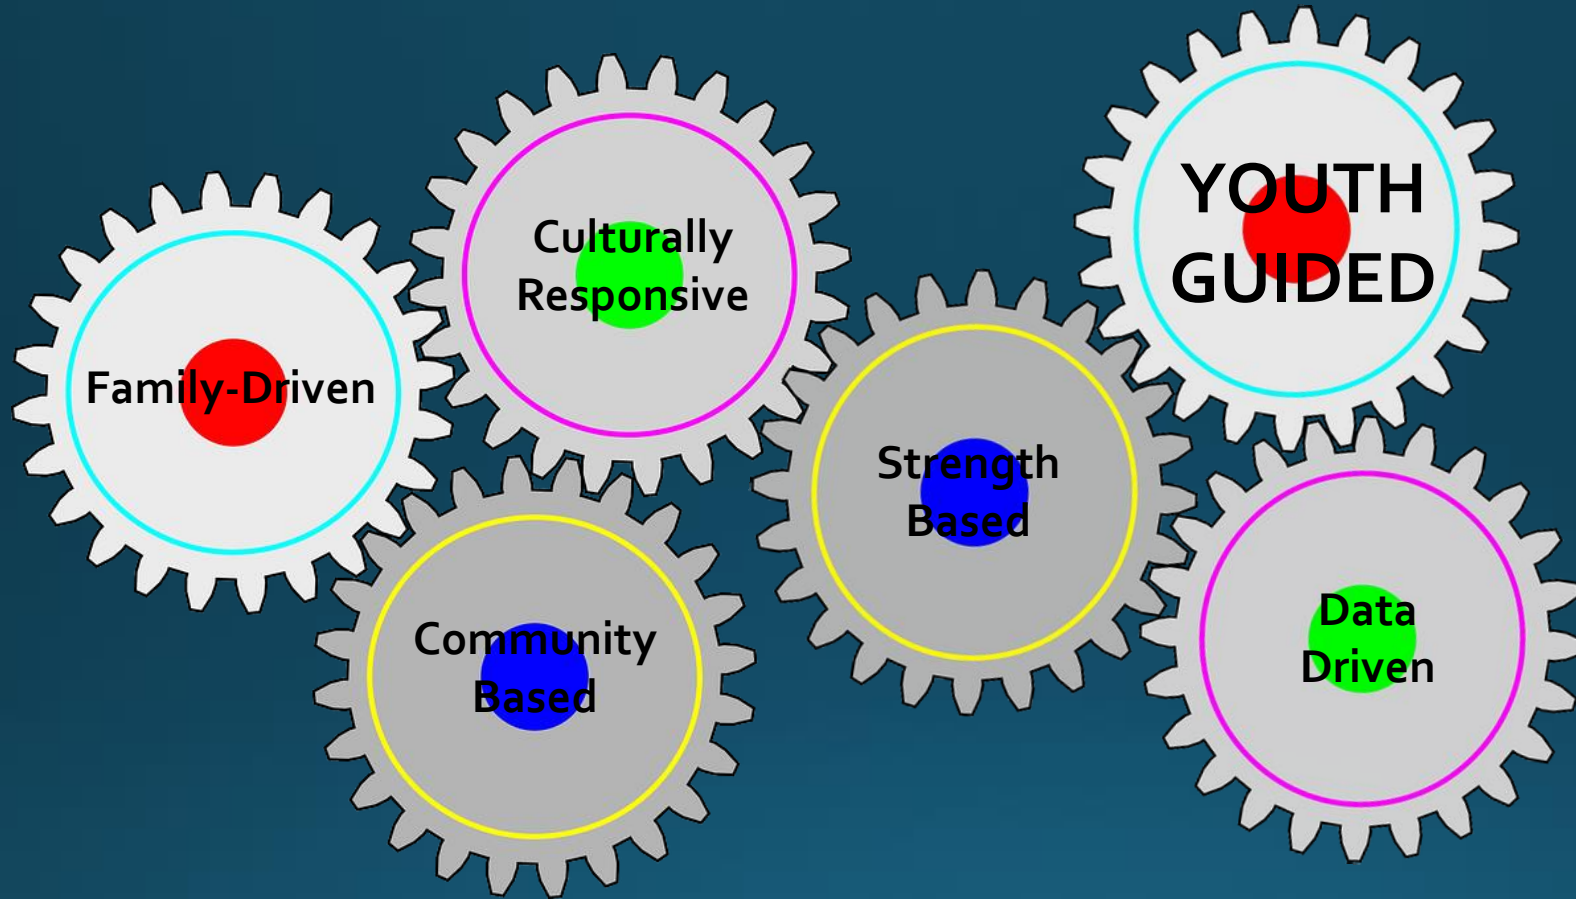 Family-Driven
Culturally
Responsive
Community
Based
Strength
Based
YOUTH
GUIDED
Data
Driven